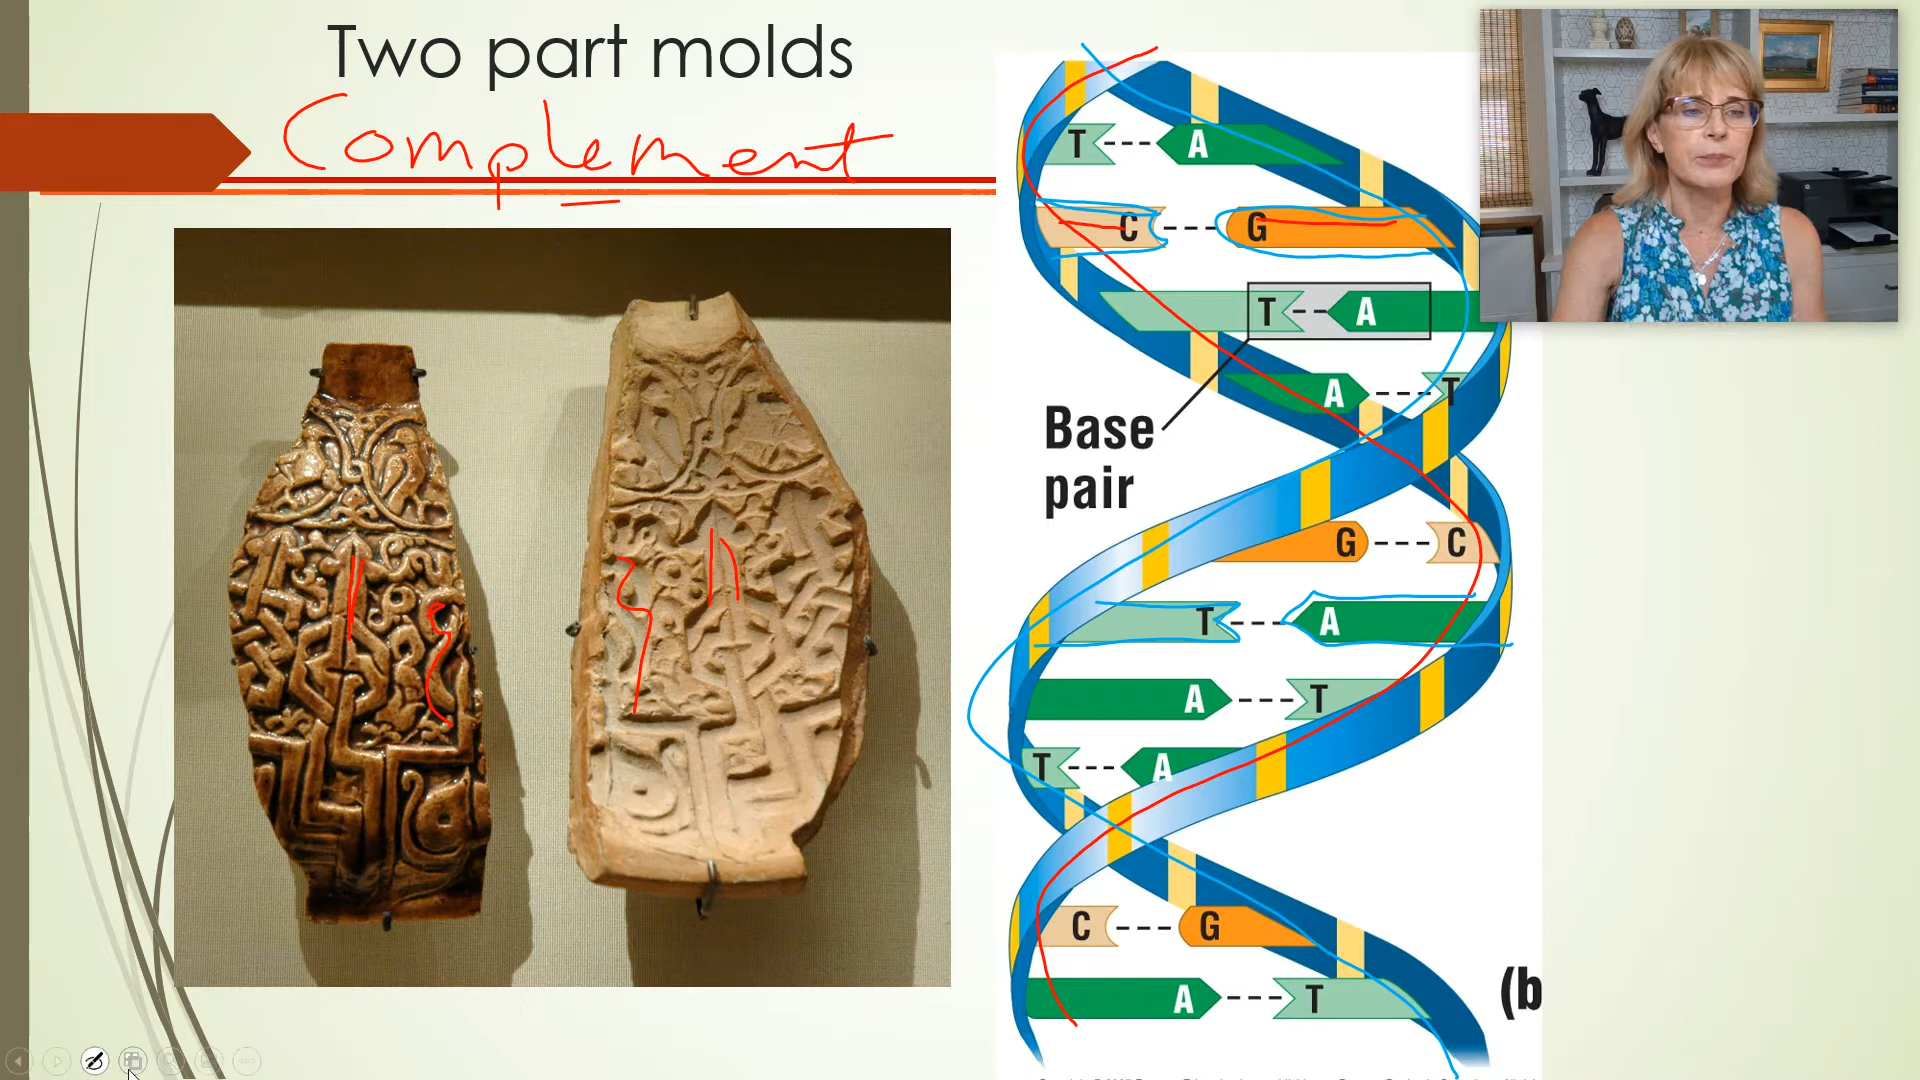 Two part molds
Complement
T A
C G
T A
A T
Base
pair
G C
T A
A T
T A
C G
A T
(b